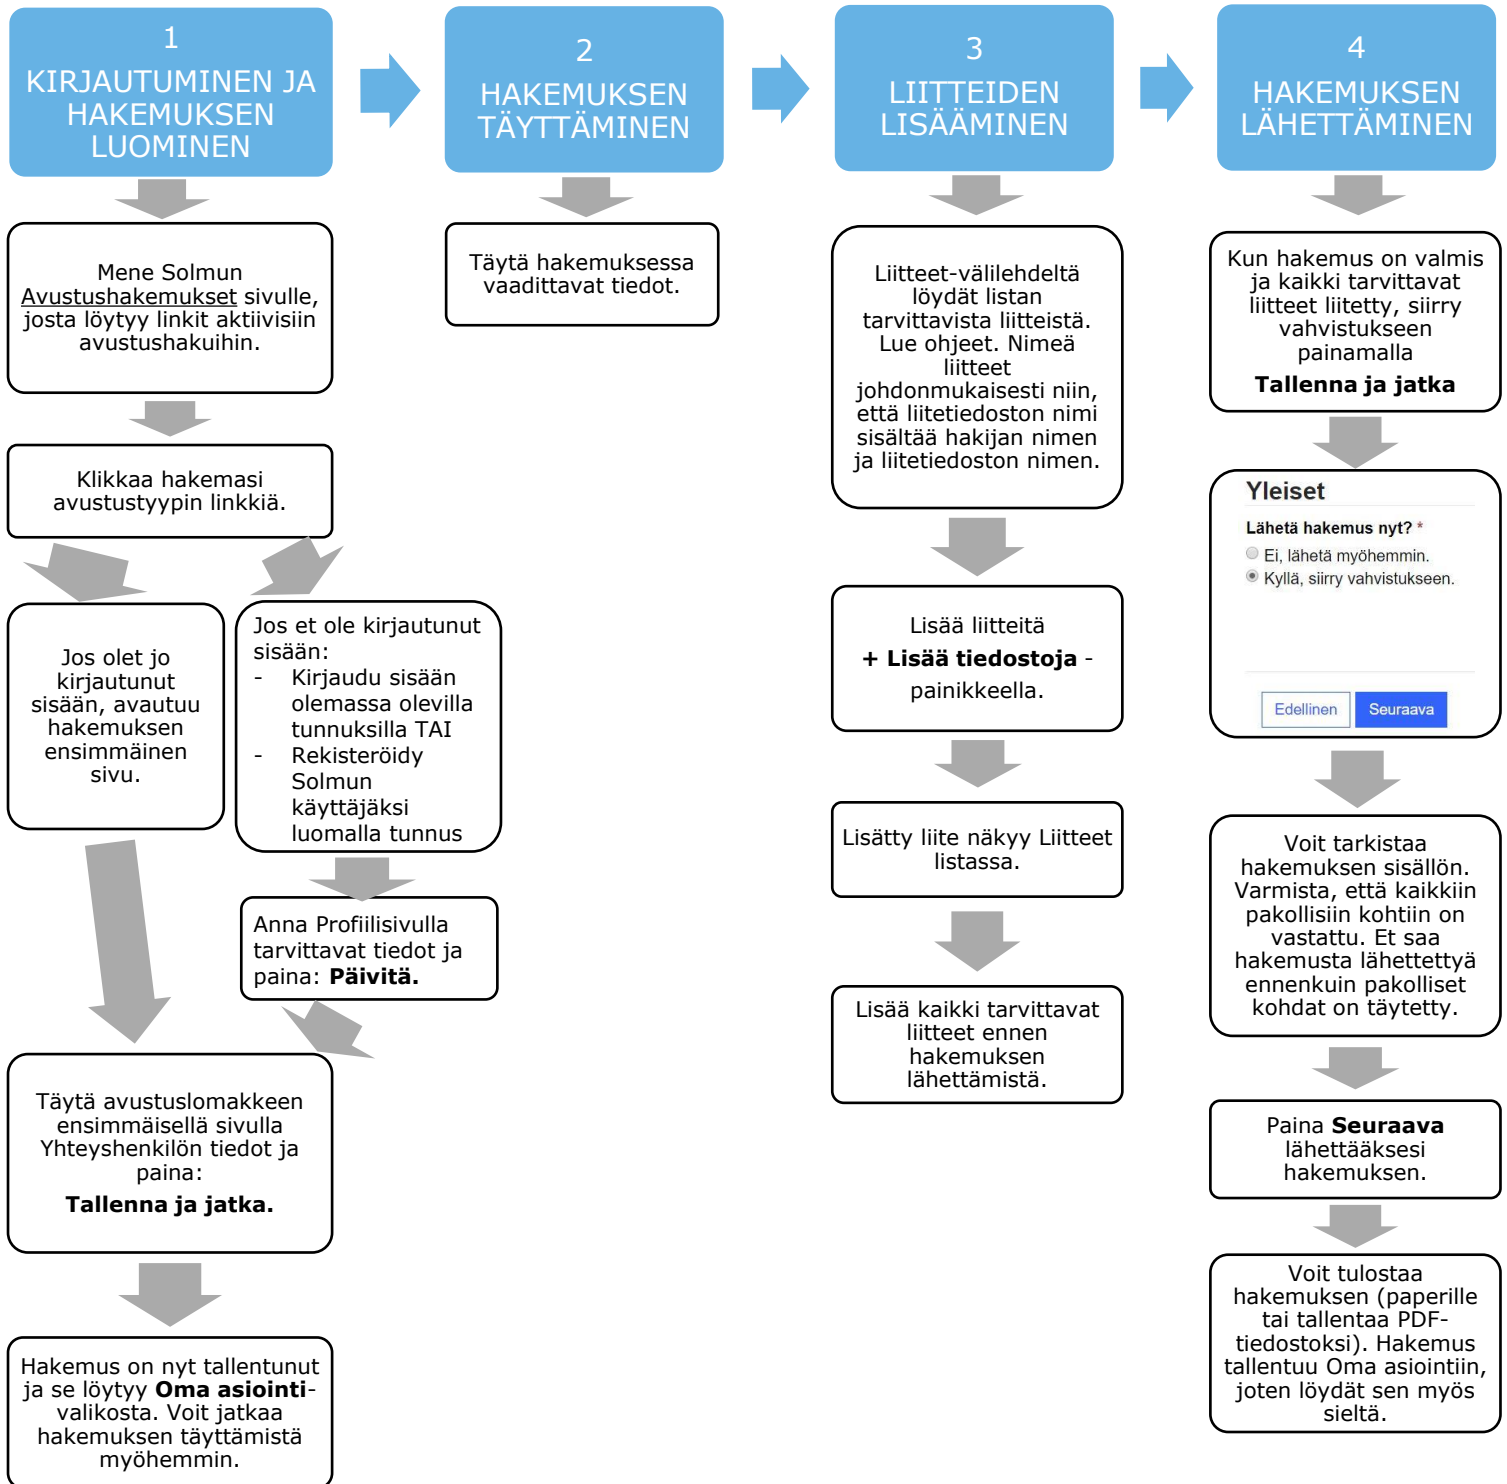 1
KIRJAUTUMINEN JA
HAKEMUKSEN
LUOMINEN
Mene Solmun
Avustushakemukset sivulle,
josta löytyy linkit aktiivisiin
avustushakuihin.
Klikkaa hakemasi
avustustyypin linkkiä.
Jos olet jo
kirjautunut
sisään, avautuu
hakemuksen
ensimmäinen
sivu.
Jos et ole kirjautunut
sisään:
- Kirjaudu sisään
olemassa olevilla
tunnuksilla TAI
- Rekisteröidy
Solmun
käyttäjäksi
luomalla tunnus
Anna Profiilisivulla
tarvittavat tiedot ja
paina: Päivitä.
Täytä avustuslomakkeen
ensimmäisellä sivulla
Yhteyshenkilön tiedot ja
paina:
Tallenna ja jatka.
Hakemus on nyt tallentunut
ja se löytyy Oma asiointi-
valikosta. Voit jatkaa
hakemuksen täyttämistä
myöhemmin.
2
HAKEMUKSEN
TÄYTTÄMINEN
Täytä hakemuksessa
vaadittavat tiedot.
3
LIITTEIDEN
LISÄÄMINEN
Liitteet-välilehdeltä
löydät listan
tarvittavista liitteistä.
Lue ohjeet. Nimeä
liitteet
johdonmukaisesti niin,
että liitetiedoston nimi
sisältää hakijan nimen
ja liitetiedoston nimen.
Lisää liitteitä
+ Lisää tiedostoja -
painikkeella.
Lisätty liite näkyy Liitteet
listassa.
Lisää kaikki tarvittavat
liitteet ennen
hakemuksen
lähettämistä.
4
HAKEMUKSEN
LÄHETTÄMINEN
Kun hakemus on valmis
ja kaikki tarvittavat
liitteet liitetty, siirry
vahvistukseen
painamalla
Tallenna ja jatka
Yleiset
Lähetä hakemus nyt? *
Ei, lähetä myöhemmin.
Kyllä, siirry vahvistukseen.
Edellinen Seuraava
Voit tarkistaa
hakemuksen sisällön.
Varmista, että kaikkiin
pakollisiin kohtiin on
vastattu. Et saa
hakemusta lähettettyä
ennenkuin pakolliset
kohdat on täytetty.
Paina Seuraava
lähettääksesi
hakemuksen.
Voit tulostaa
hakemuksen (paperille
tai tallentaa PDF-
tiedostoksi). Hakemus
tallentuu Oma asiointiin,
joten löydät sen myös
sieltä.